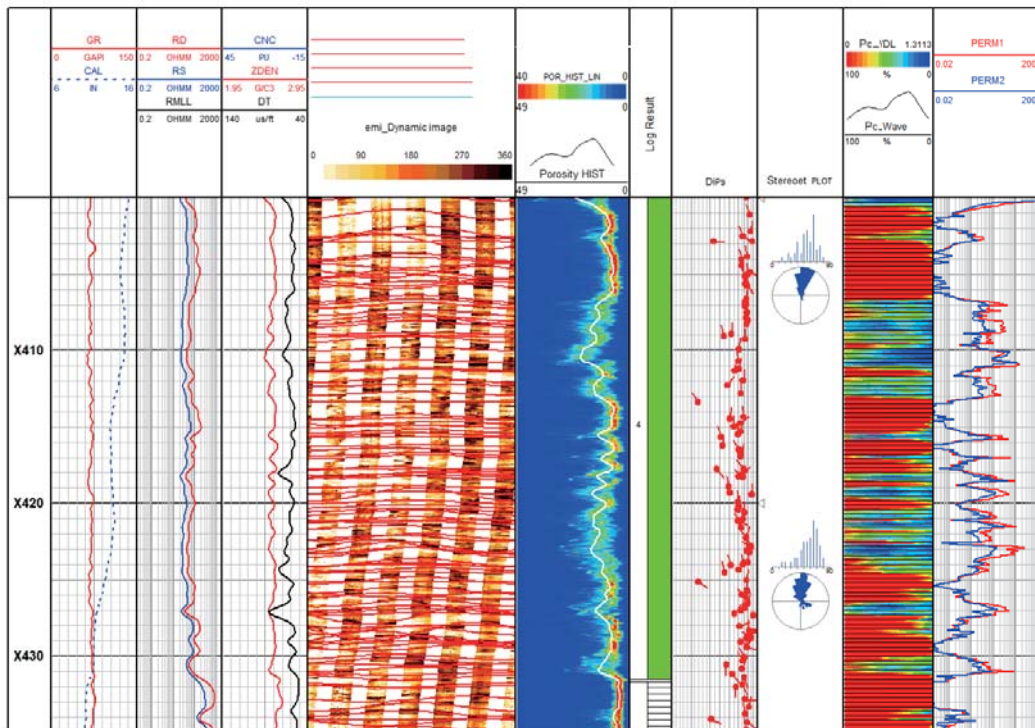 GR RD CNC
0 GAPI 150 0.2 OHMM 2000 45 PU -15
CAL RS ZDEN
6 IN 16 0.2 OHMM 2000 1.95 G/C3 2.95
RMLL DT
0.2 OHMM 2000 140 us/ft 40
emi_Dynamic image
0 90 180 270 360
40 POR_HIST_LIN 0
49 0
Porosity HIST
49 0
Log Result
DIPs
Stereoet PLOT
0 Pc_VDL 1.3113
100 % 0
Pc_Wave
100 % 0
PERM1
0.02 200
PERM2
0.02 200
X410
4
X420
X430